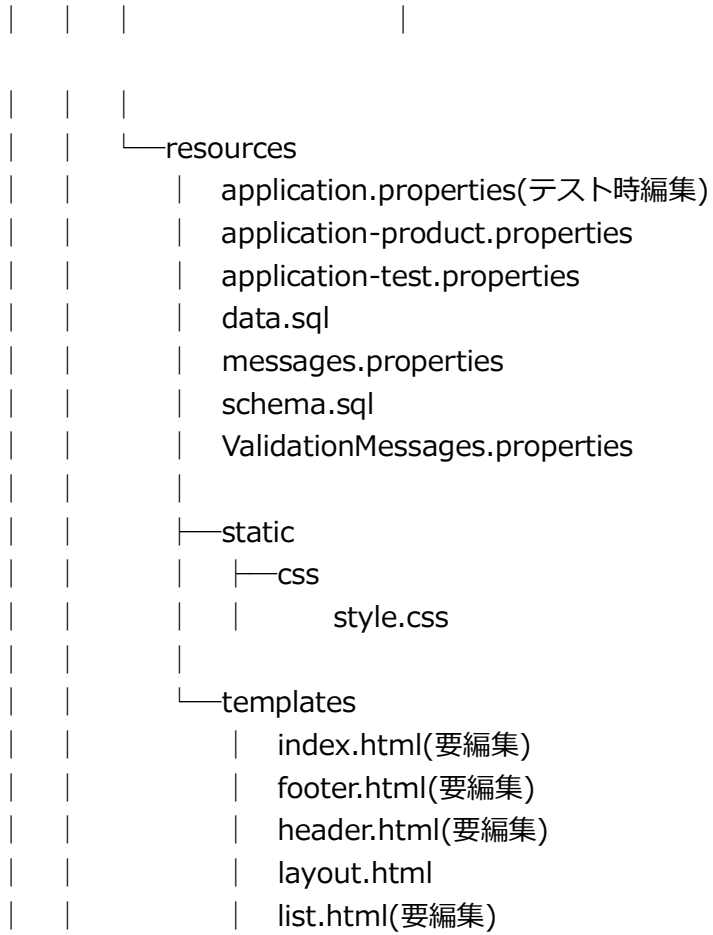 │ │ │ │
│ │ │
│ │ └─resources
│ │ │ application.properties(テスト時編集)
│ │ │ application-product.properties
│ │ │ application-test.properties
│ │ │ data.sql
│ │ │ messages.properties
│ │ │ schema.sql
│ │ │ ValidationMessages.properties
│ │ │
│ │ ├─static
│ │ │ ├─css
│ │ │ │ style.css
│ │ │
│ │ └─templates
│ │ │ index.html(要編集)
│ │ │ footer.html(要編集)
│ │ │ header.html(要編集)
│ │ │ layout.html
│ │ │ list.html(要編集)